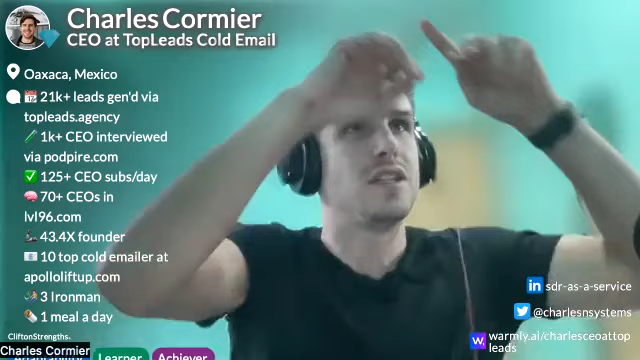 Charles Cormier
CEO at TopLeads Cold Email
Oaxaca, Mexico
21k+ leads gen'd via
topleads.agency
1k+ CEO interviewed
via podpire.com
125+ CEO subs/day
70+ CEOs in
lvl96.com
43.4X founder
10 top cold emailer at
apolloliftup.com
3 Ironman
1 meal a day
CliftonStrengths.
Charles Cormier
Learner
Achiever
sdr-as-a-service
@charlesnsystems
warmly.ai/charlesceoattop
leads